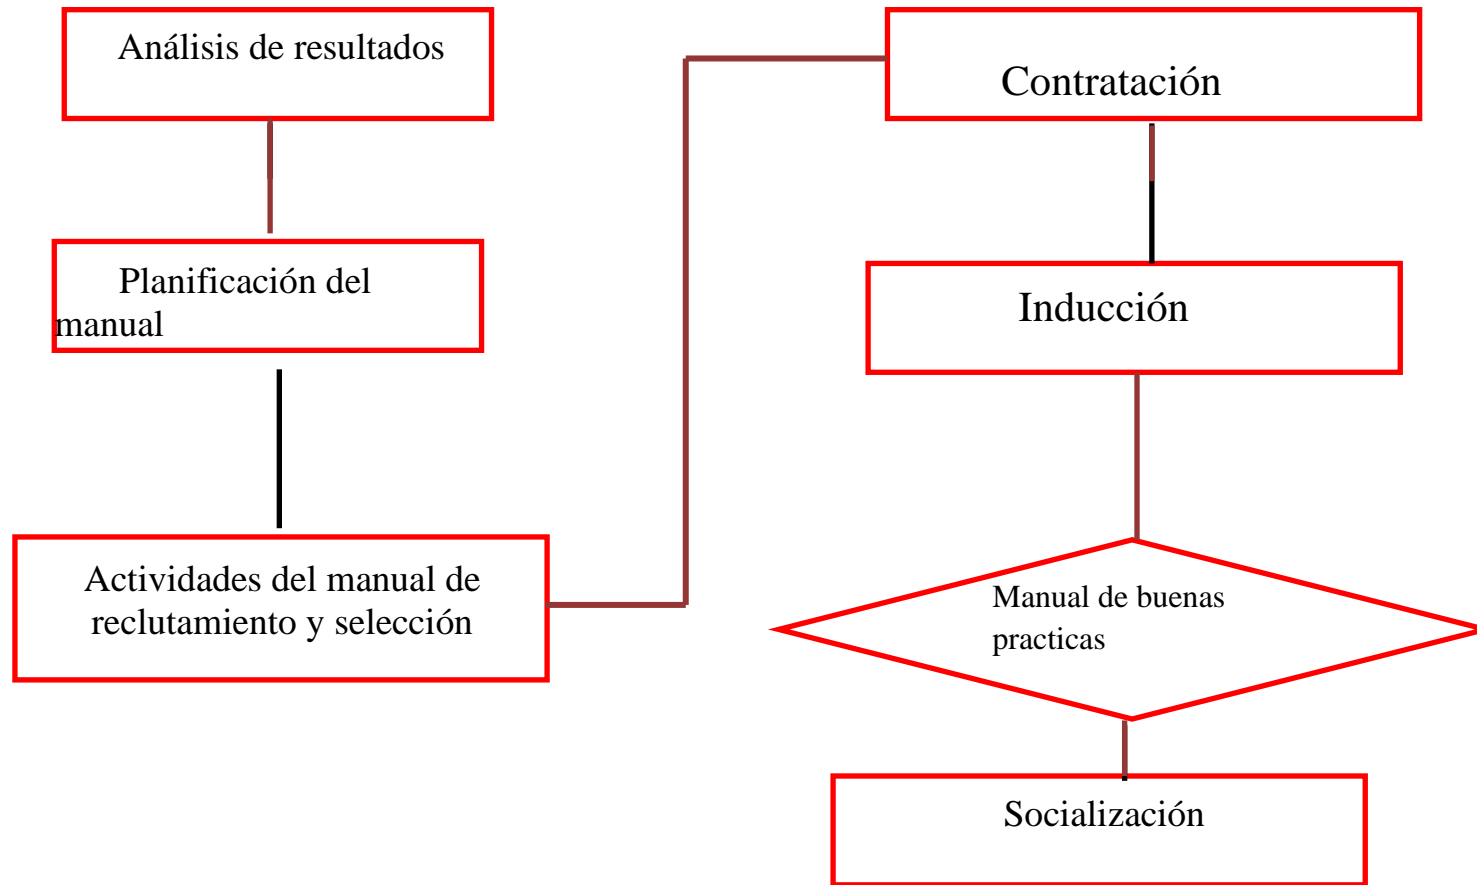 Análisis de resultados
Planificación del
manual
Actividades del manual de
reclutamiento y selección
Contratación
Inducción
Manual de buenas
practicas
Socialización